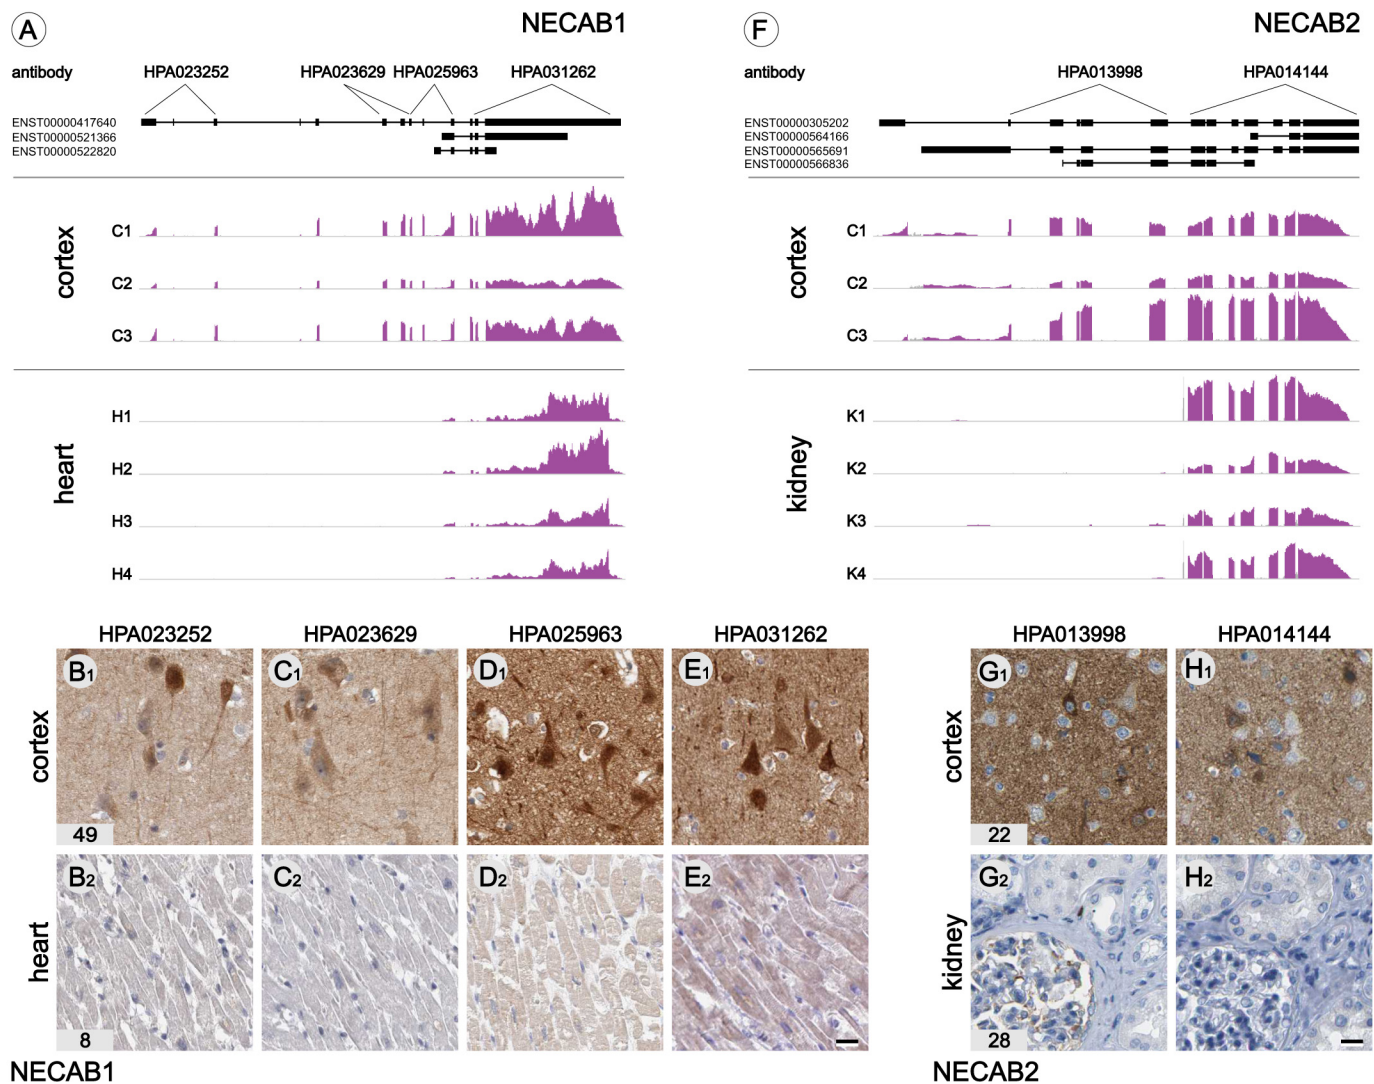 A NECAB1
antibody HPA023252 HPA023629 HPA025963 HPA031262
ENST00000417640
ENST00000521366
ENST00000522820
cortex
C1
C2
C3
heart
H1
H2
H3
H4
F NECAB2
antibody HPA013998 HPA014144
ENST00000305202
ENST00000564166
ENST00000565691
ENST00000566836
cortex
C1
C2
C3
kidney
K1
K2
K3
K4
HPA023252 HPA023629 HPA025963 HPA031262
cortex
B1 C1 D1 E1
49
heart
B2 C2 D2 E2
8
NECAB1
HPA013998 HPA014144
cortex
G1 H1
22
kidney
G2 H2
28
NECAB2